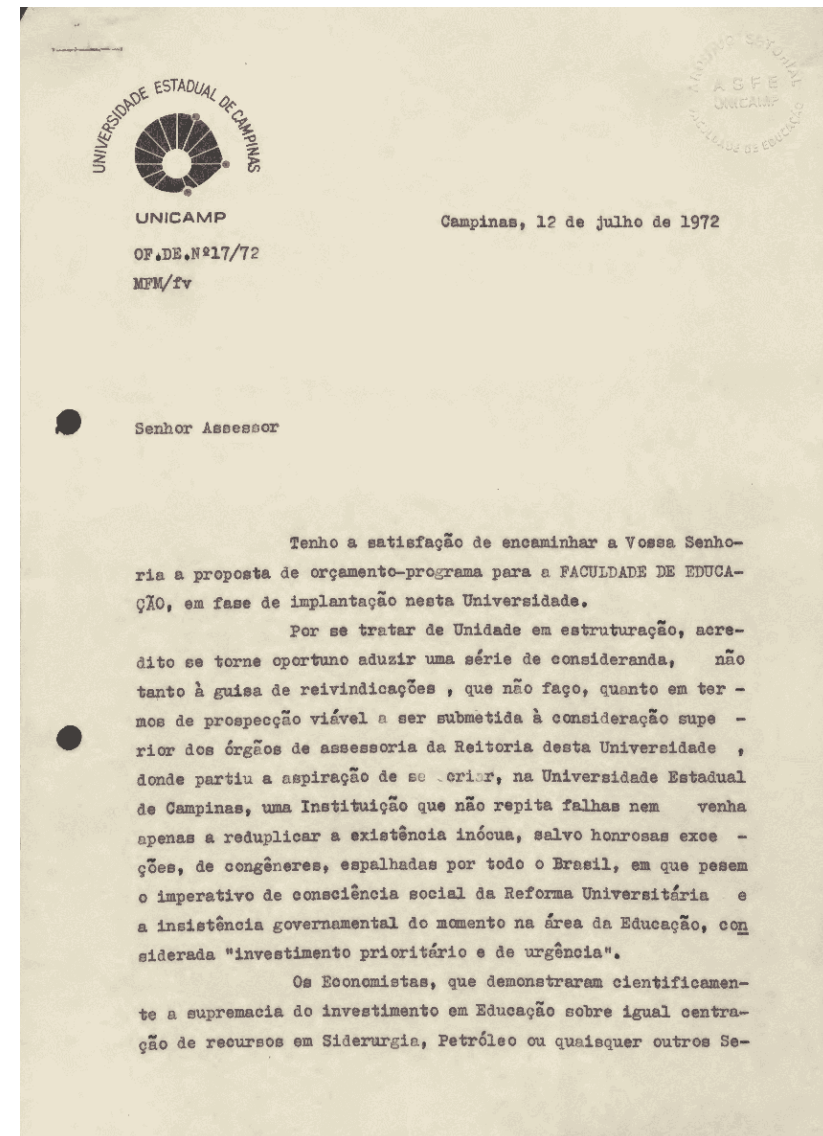 UNIVERSIDADE ESTADUAL DE CAMPINAS
ARQUIVO SETORIAL
ASFE
UNICAMP
FACULDADE DE EDUCAÇÃO
UNICAMP
Campinas, 12 de julho de 1972
OF.DE.Nº17/72
MFM/fv
Senhor Assessor
Tenho a satisfação de encaminhar a Vossa Senho-
ria a proposta de orçamento-programa para a FACULDADE DE EDUCA-
ÇÃO, em fase de implantação nesta Universidade.
Por se tratar de Unidade em estruturação, acre-
dito se torne oportuno aduzir uma série de consideranda, não
tanto à guisa de reivindicações , que não faço, quanto em ter -
mos de prospecção viável a ser submetida à consideração supe -
rior dos órgãos de assessoria da Reitoria desta Universidade ,
donde partiu a aspiração de se criar, na Universidade Estadual
de Campinas, uma Instituição que não repita falhas nem venha
apenas a reduplicar a existência inócua, salvo honrosas exce -
ções, de congêneres, espalhadas por todo o Brasil, em que pesem
o imperativo de consciência social da Reforma Universitária e
a insistência governamental do momento na área da Educação, con
siderada "investimento prioritário e de urgência".
Os Economistas, que demonstraram cientificamen-
te a supremacia do investimento em Educação sobre igual centra-
ção de recursos em Siderurgia, Petróleo ou quaisquer outros Se-